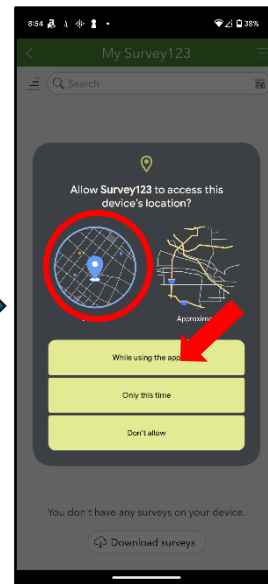 8:54
38%
My Survey123
Search
Allow Survey123 to access this
device's location?
While using the app
Only this time
Don't allow
You don't have any surveys on your device.
Download surveys